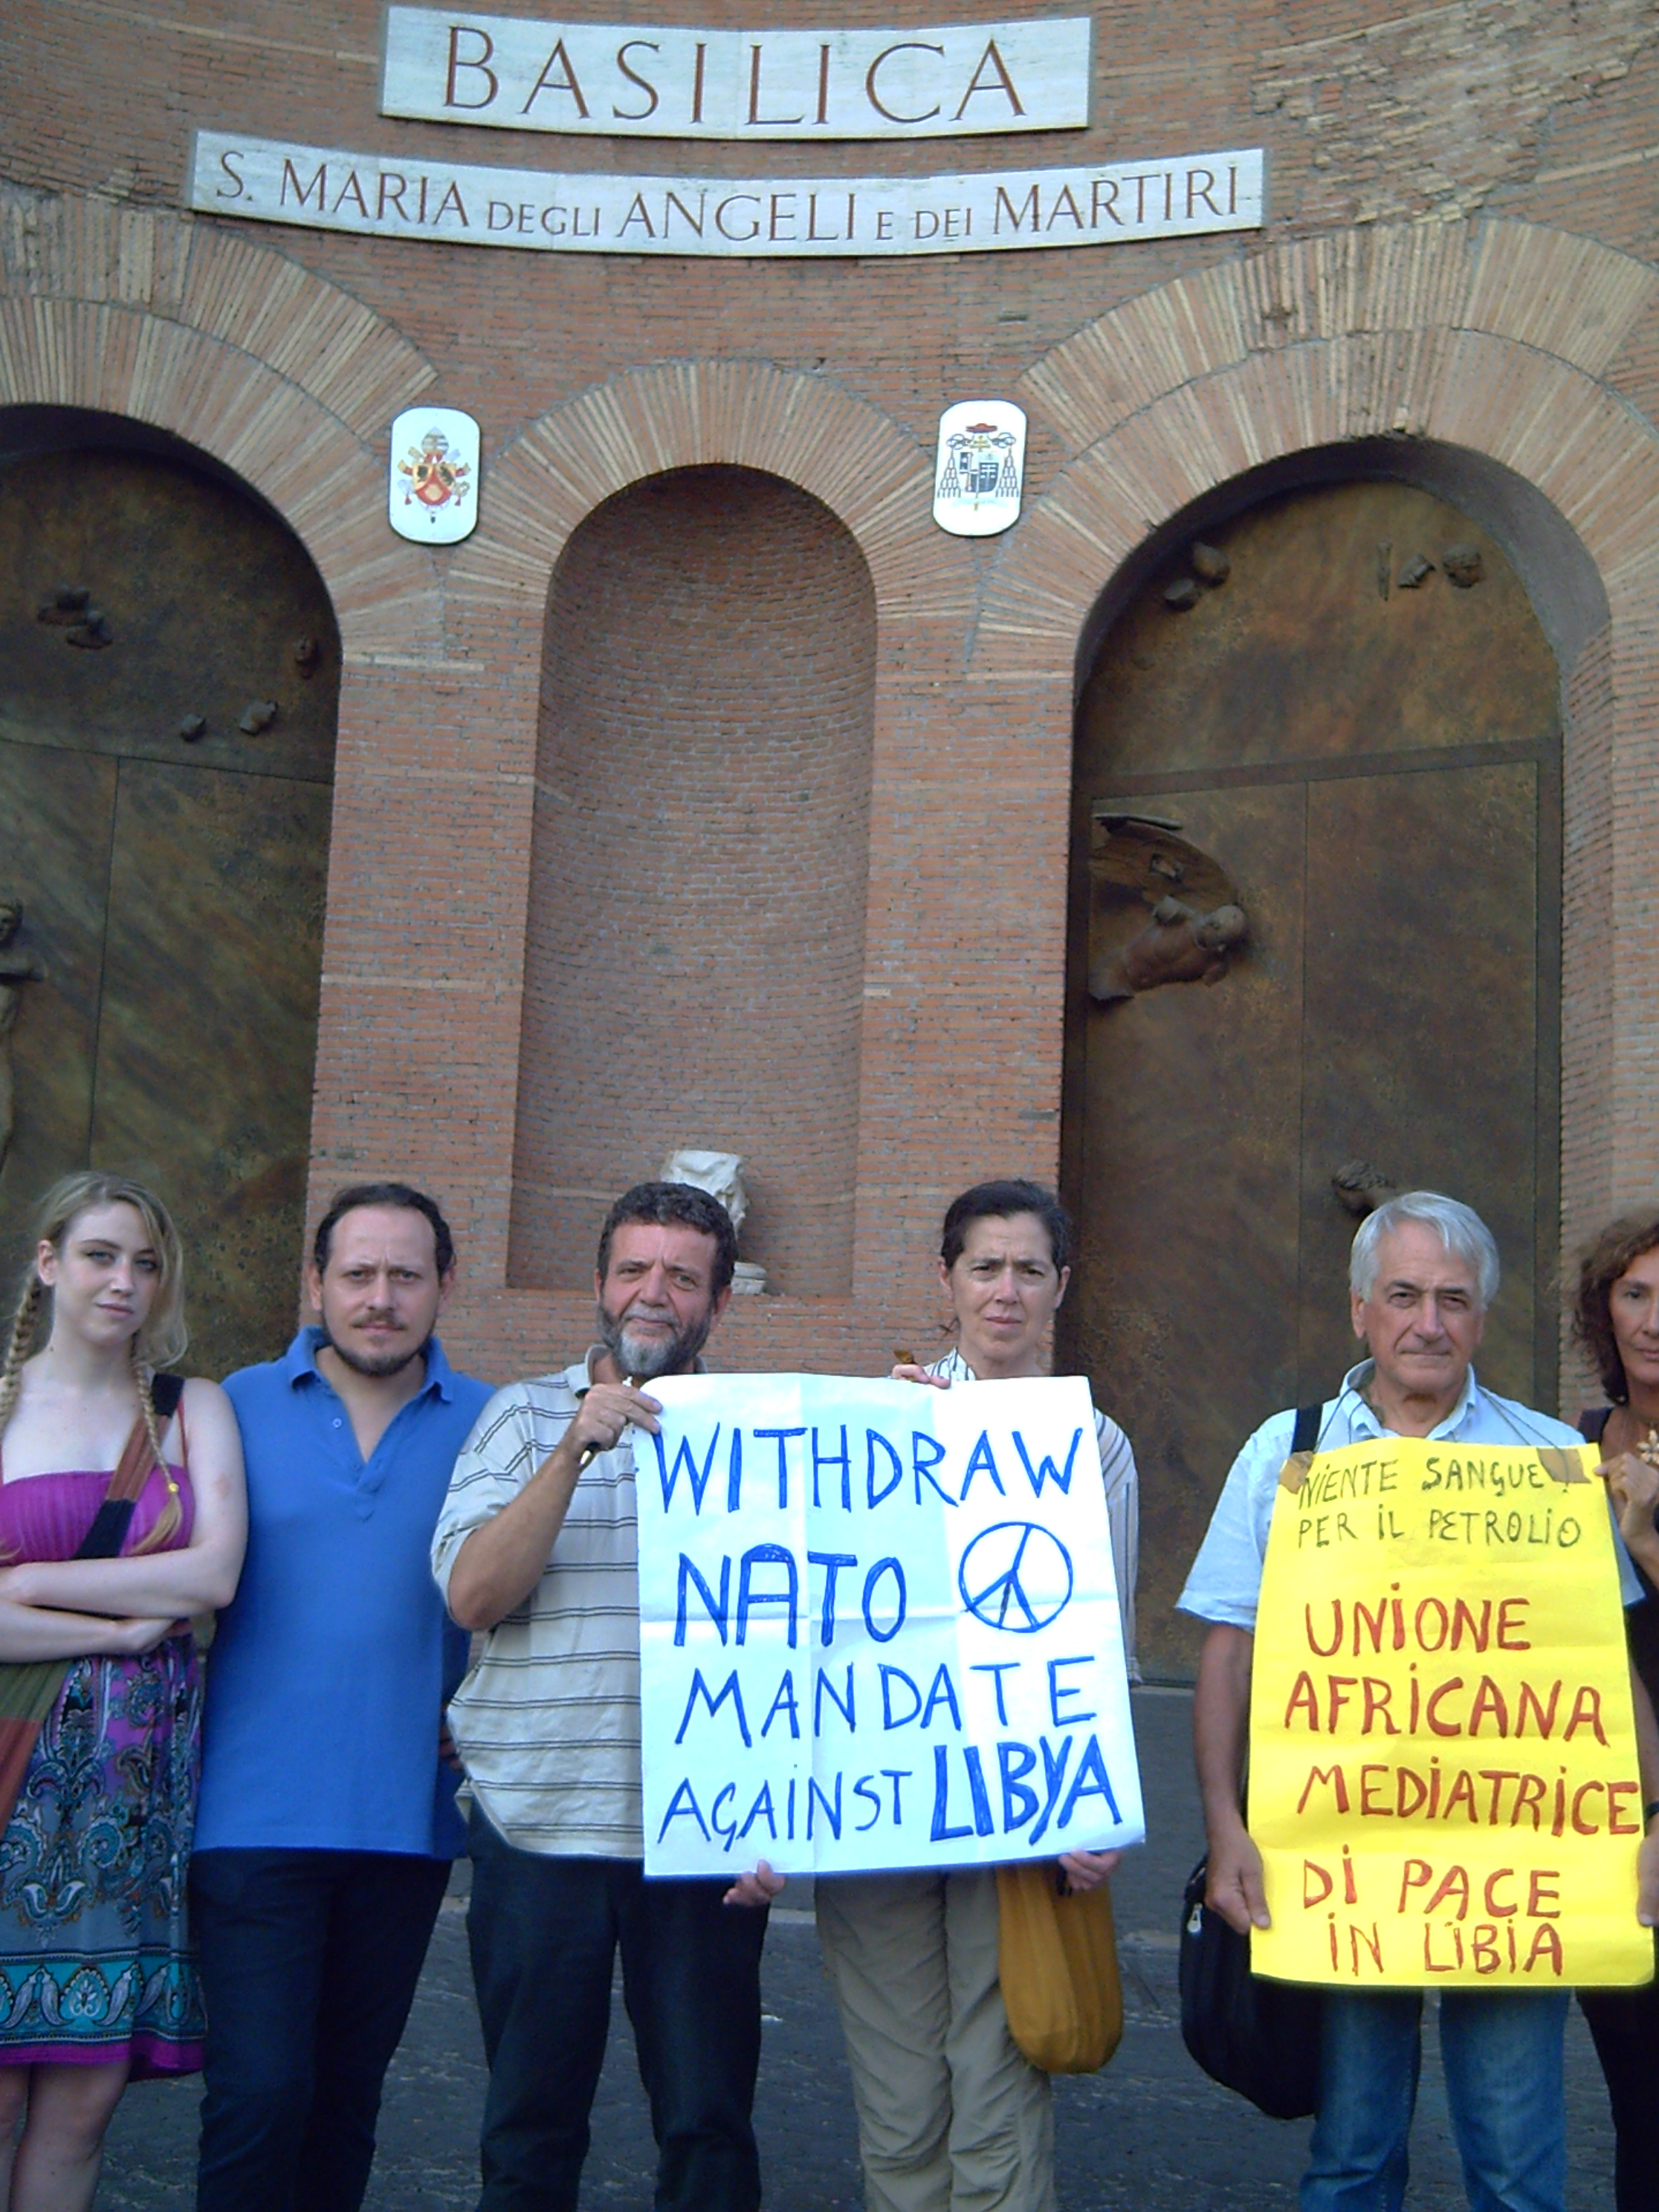 BASILICA
S. MARIA DEGLI ANGELI E DEI MARTIRI
WITHDRAW
NATO
MANDATE
AGAINST LIBYA
NIENTE SANGUE!
PER IL PETROLIO
UNIONE
AFRICANA
MEDIATRICE
DI PACE
IN LIBIA